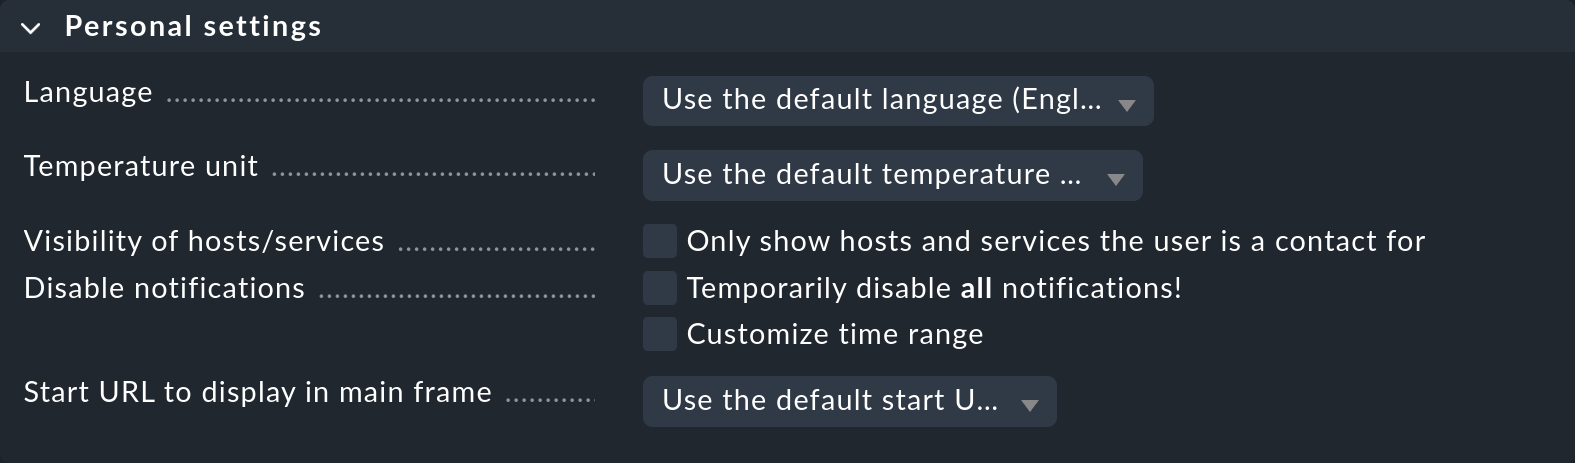 Personal settings
Language Use the default language (Engl...
Temperature unit Use the default temperature ...
Visibility of hosts/services Only show hosts and services the user is a contact for
Disable notifications Temporarily disable all notifications!
Customize time range
Start URL to display in main frame Use the default start U...